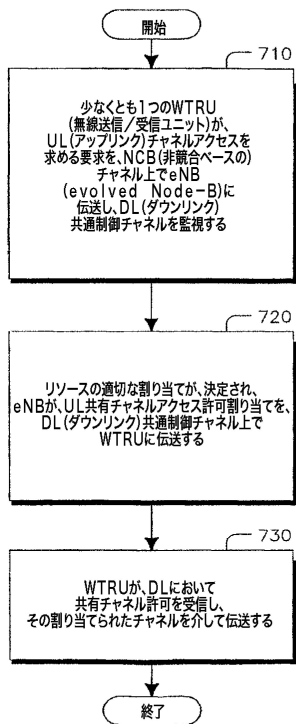 開始
710
少なくとも1つのWTRU
(無線送信/受信ユニット)が、
UL(アップリンク)チャネルアクセスを
求める要求を、NCB(非競合ベースの)
チャネル上でeNB
(evolved Node-B)に
伝送し、DL(ダウンリンク)
共通制御チャネルを監視する
720
リソースの適切な割り当てが、決定され、
eNBが、UL共有チャネルアクセス許可割り当てを、
DL(ダウンリンク)共通制御チャネル上で
WTRUに伝送する
730
WTRUが、DLにおいて
共有チャネル許可を受信し、
その割り当てられたチャネルを介して伝送する
終了